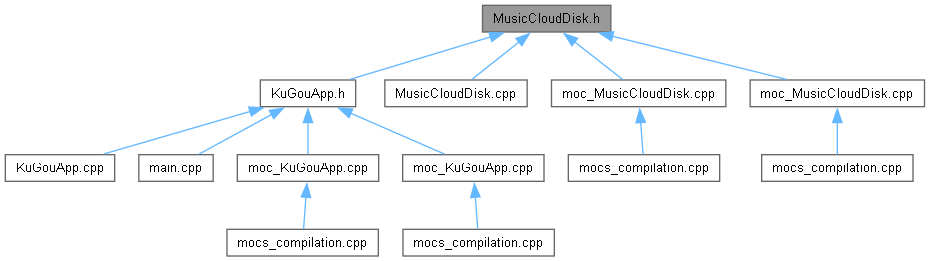 MusicCloudDisk.h
KuGouApp.h
MusicCloudDisk.cpp
moc_MusicCloudDisk.cpp
moc_MusicCloudDisk.cpp
KuGouApp.cpp
main.cpp
moc_KuGouApp.cpp
moc_KuGouApp.cpp
mocs_compilation.cpp
mocs_compilation.cpp
mocs_compilation.cpp
mocs_compilation.cpp